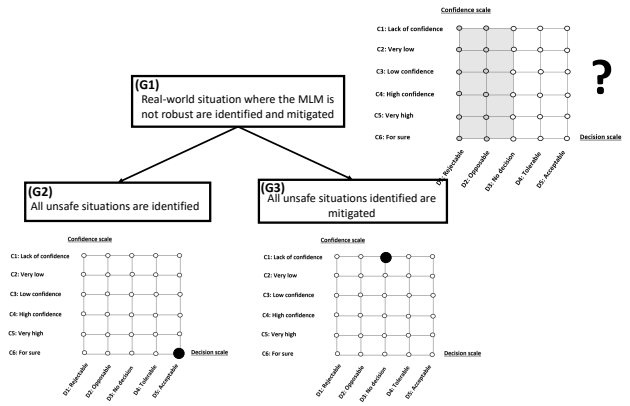 Confidence scale
C1: Lack of confidence
C2: Very low
C3: Low confidence
C4: High confidence
C5: Very high
C6: For sure
Decision scale
D1: Rejectable
D2: Opposable
D3: No decision
D4: Tolerable
D5: Acceptable
?
(G1)
Real-world situation where the MLM is
not robust are identified and mitigated
(G2)
All unsafe situations are identified
(G3)
All unsafe situations identified are
mitigated
Confidence scale
C1: Lack of confidence
C2: Very low
C3: Low confidence
C4: High confidence
C5: Very high
C6: For sure
Decision scale
D1: Rejectable
D2: Opposable
D3: No decision
D4: Tolerable
D5: Acceptable
Confidence scale
C1: Lack of confidence
C2: Very low
C3: Low confidence
C4: High confidence
C5: Very high
C6: For sure
Decision scale
D1: Rejectable
D2: Opposable
D3: No decision
D4: Tolerable
D5: Acceptable